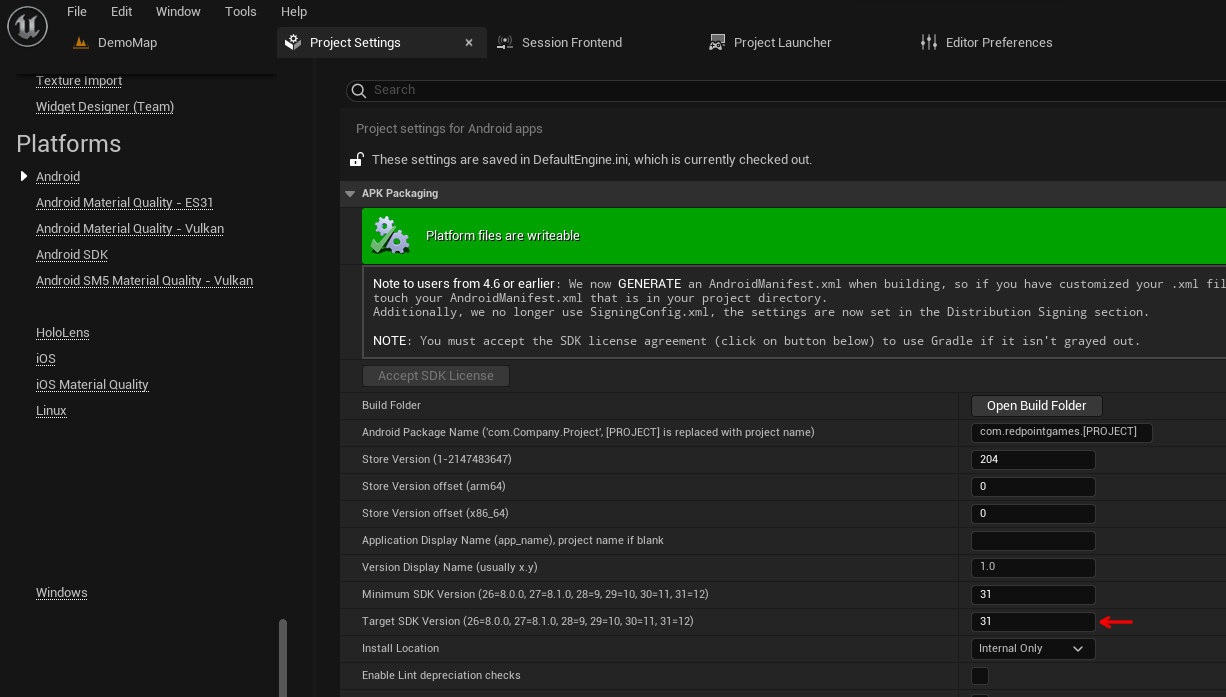 File Edit Window Tools Help
DemoMap
Project Settings
Session Frontend
Project Launcher
Editor Preferences
Texture Import
Widget Designer (Team)
Platforms
Android
Android Material Quality - ES31
Android Material Quality - Vulkan
Android SDK
Android SM5 Material Quality - Vulkan
HoloLens
iOS
iOS Material Quality
Linux
Windows
Search
Project settings for Android apps
These settings are saved in DefaultEngine.ini, which is currently checked out.
APK Packaging
Platform files are writeable
Note to users from 4.6 or earlier: We now GENERATE an AndroidManifest.xml when building, so if you have customized your .xml fil
touch your AndroidManifest.xml that is in your project directory.
Additionally, we no longer use SigningConfig.xml, the settings are now set in the Distribution Signing section.
NOTE: You must accept the SDK license agreement (click on button below) to use Gradle if it isn't grayed out.
Accept SDK License
Build Folder Open Build Folder
Android Package Name ('com.Company.Project', [PROJECT] is replaced with project name) com.redpointgames.[PROJECT]
Store Version (1-2147483647) 204
Store Version offset (arm64) 0
Store Version offset (x86_64) 0
Application Display Name (app_name), project name if blank
Version Display Name (usually x.y) 1.0
Minimum SDK Version (26=8.0.0, 27=8.1.0, 28=9, 29=10, 30=11, 31=12) 31
Target SDK Version (26=8.0.0, 27=8.1.0, 28=9, 29=10, 30=11, 31=12) 31
Install Location Internal Only
Enable Lint depreciation checks